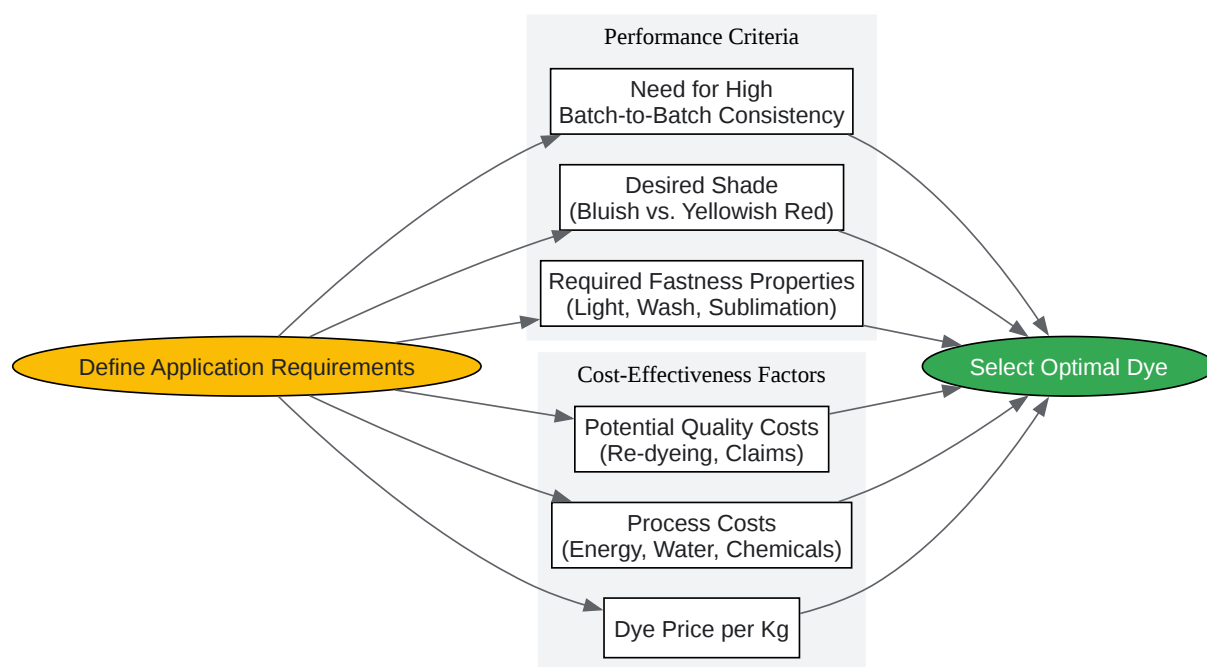 Performance Criteria
Need for High
Batch-to-Batch Consistency
Desired Shade
(Bluish vs. Yellowish Red)
Required Fastness Properties
(Light, Wash, Sublimation)
Define Application Requirements
Select Optimal Dye
Cost-Effectiveness Factors
Potential Quality Costs
(Re-dyeing, Claims)
Process Costs
(Energy, Water, Chemicals)
Dye Price per Kg